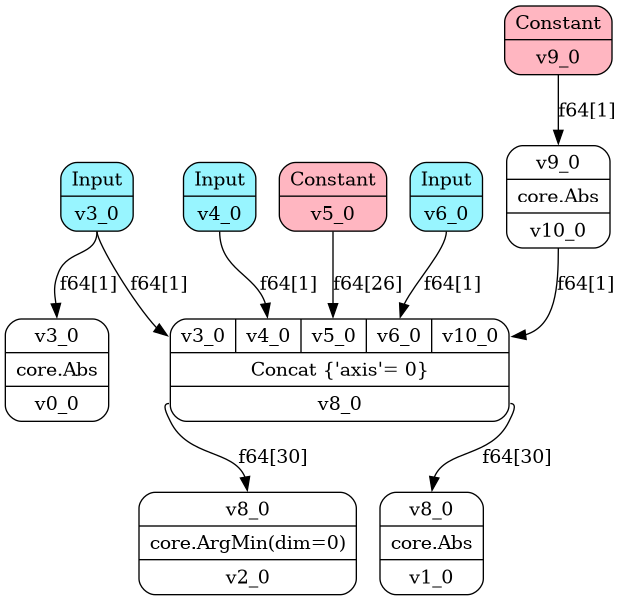 Constant
v9_0
f64[1]
v9_0
core.Abs
v10_0
Input
v3_0
Input
v4_0
Constant
v5_0
Input
v6_0
f64[1]
f64[1]
f64[1]
f64[26]
f64[1]
f64[1]
v3_0
core.Abs
v0_0
v3_0 v4_0 v5_0 v6_0 v10_0
Concat {'axis'= 0}
v8_0
f64[30]
f64[30]
v8_0
core.ArgMin(dim=0)
v2_0
v8_0
core.Abs
v1_0